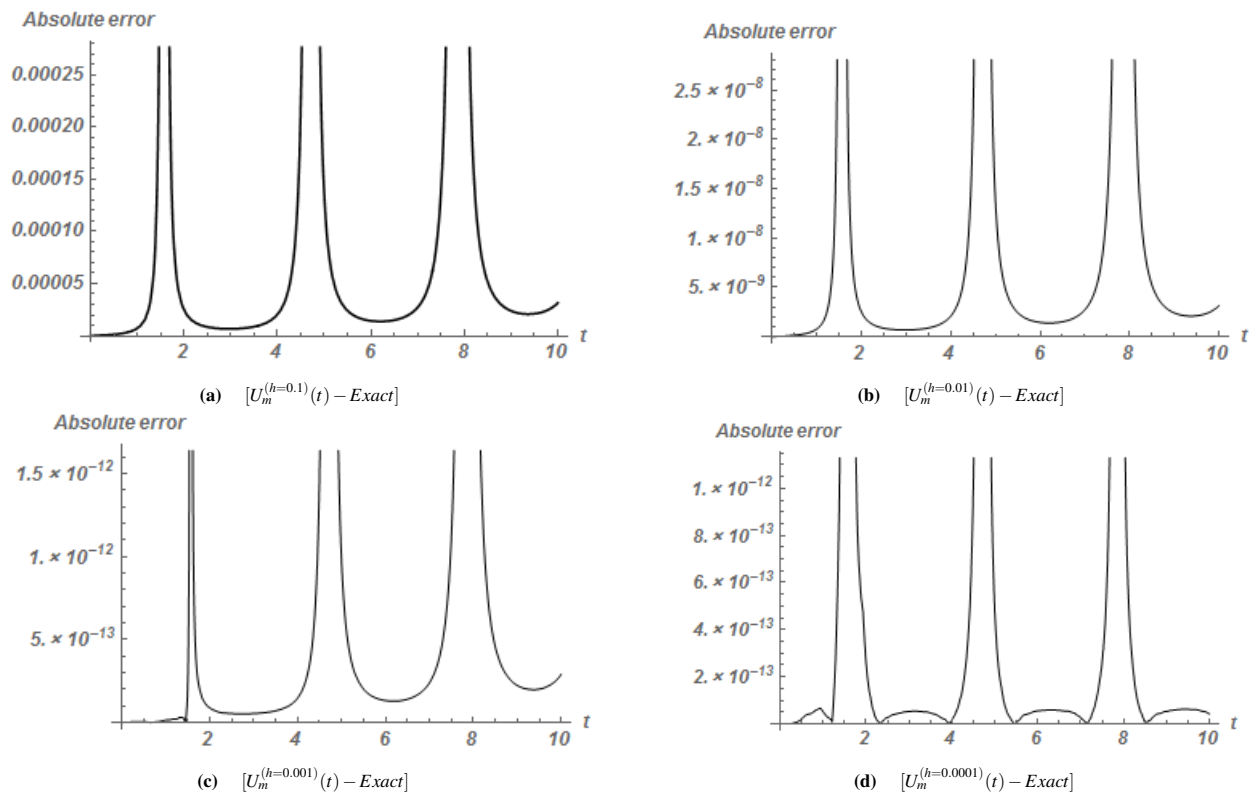 Absolute error
0.00025
0.00020
0.00015
0.00010
0.00005
2 4 6 8 10 t
(a) [U_m^{(h=0.1)}(t) − Exact]
Absolute error
2.5 × 10^{−8}
2. × 10^{−8}
1.5 × 10^{−8}
1. × 10^{−8}
5. × 10^{−9}
2 4 6 8 10 t
(b) [U_m^{(h=0.01)}(t) − Exact]
Absolute error
1.5 × 10^{−12}
1. × 10^{−12}
5. × 10^{−13}
2 4 6 8 10 t
(c) [U_m^{(h=0.001)}(t) − Exact]
Absolute error
1. × 10^{−12}
8. × 10^{−13}
6. × 10^{−13}
4. × 10^{−13}
2. × 10^{−13}
2 4 6 8 10 t
(d) [U_m^{(h=0.0001)}(t) − Exact]